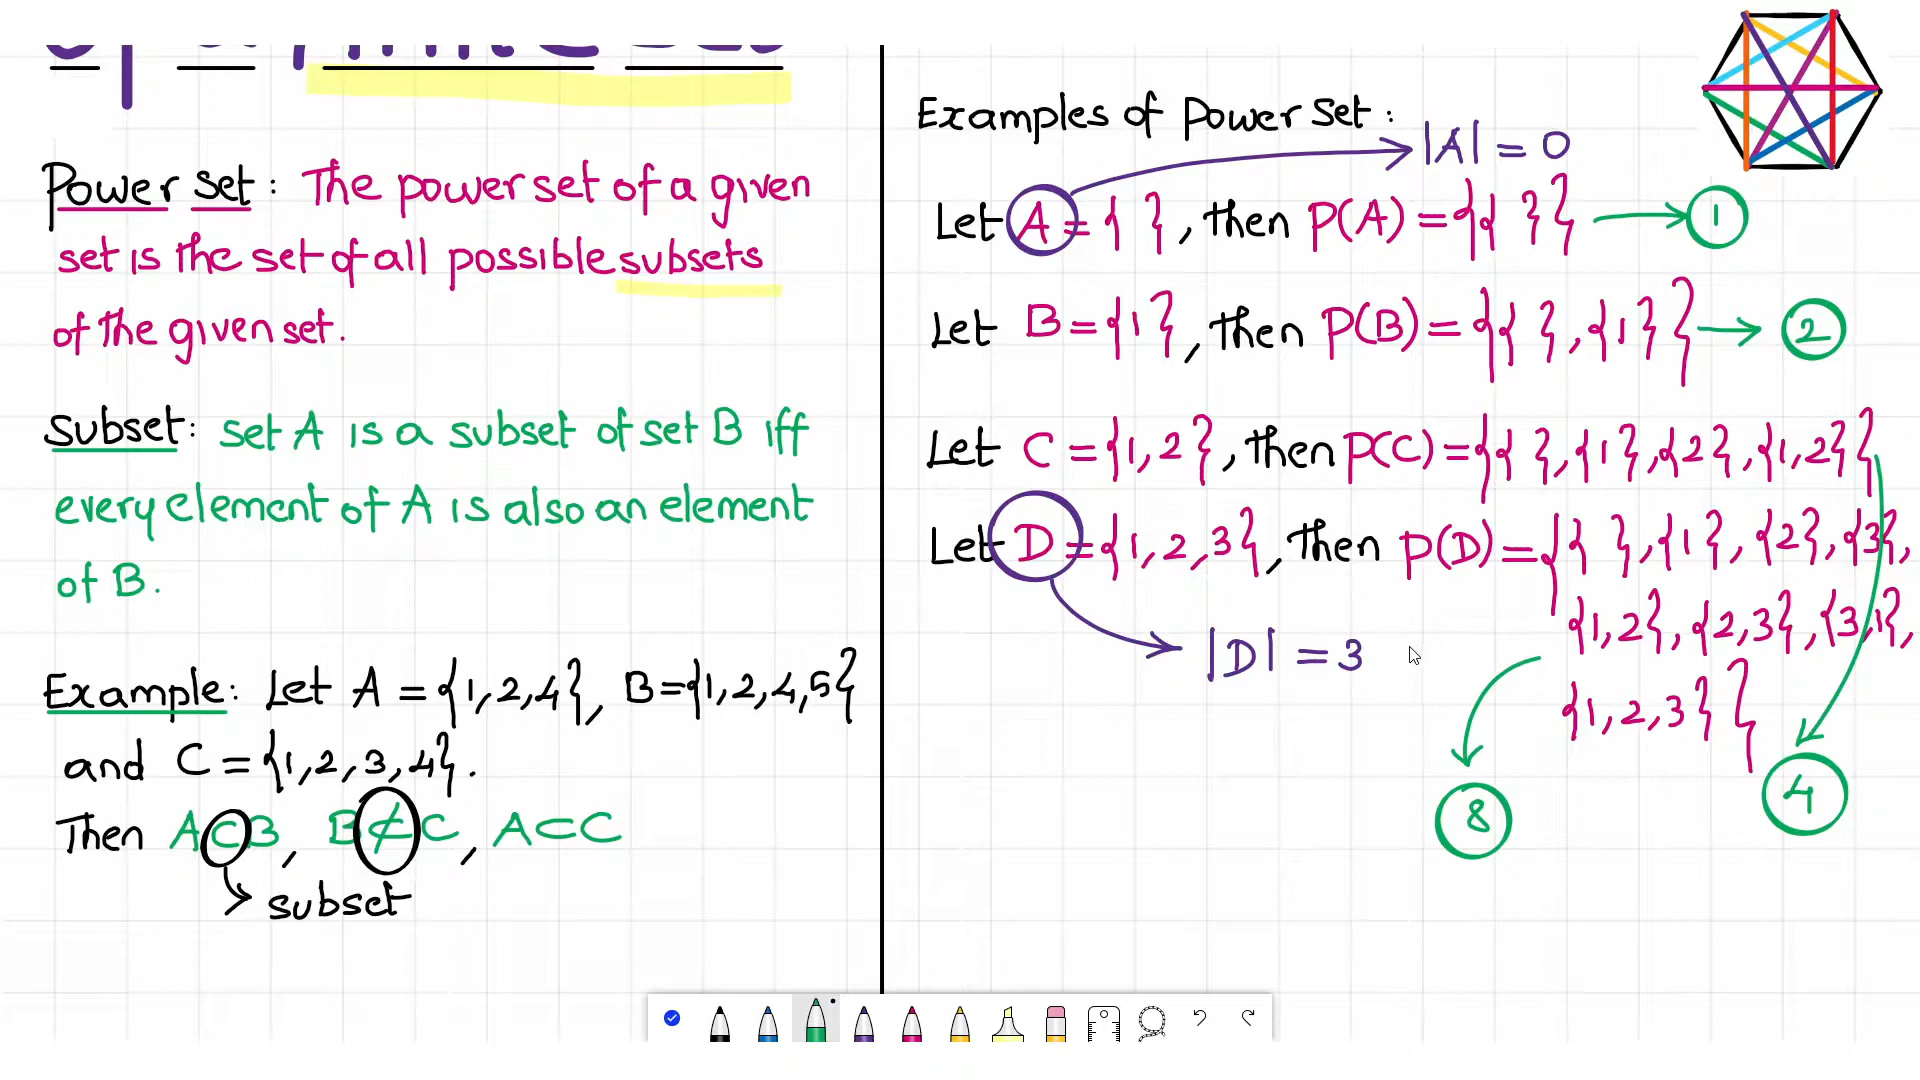 Power set: The power set of a given
set is the set of all possible subsets
of the given set.
Subset: set A is a subset of set B iff
every element of A is also an element
of B.
Example: Let A = {1, 2, 4}, B = {1, 2, 4, 5}
and C = {1, 2, 3, 4}.
Then A⊂B, B⊄C, A⊂C
subset
Examples of Power set:
|A| = 0
Let A = { }, then P(A) = {{ }} 1
Let B = {1}, then P(B) = {{ }, {1}} 2
Let C = {1, 2}, then P(C) = {{ }, {1}, {2}, {1, 2}}
Let D = {1, 2, 3}, then P(D) = {{ }, {1}, {2}, {3},
{1, 2}, {2, 3}, {3, 1},
|D| = 3
{1, 2, 3}}
4
8